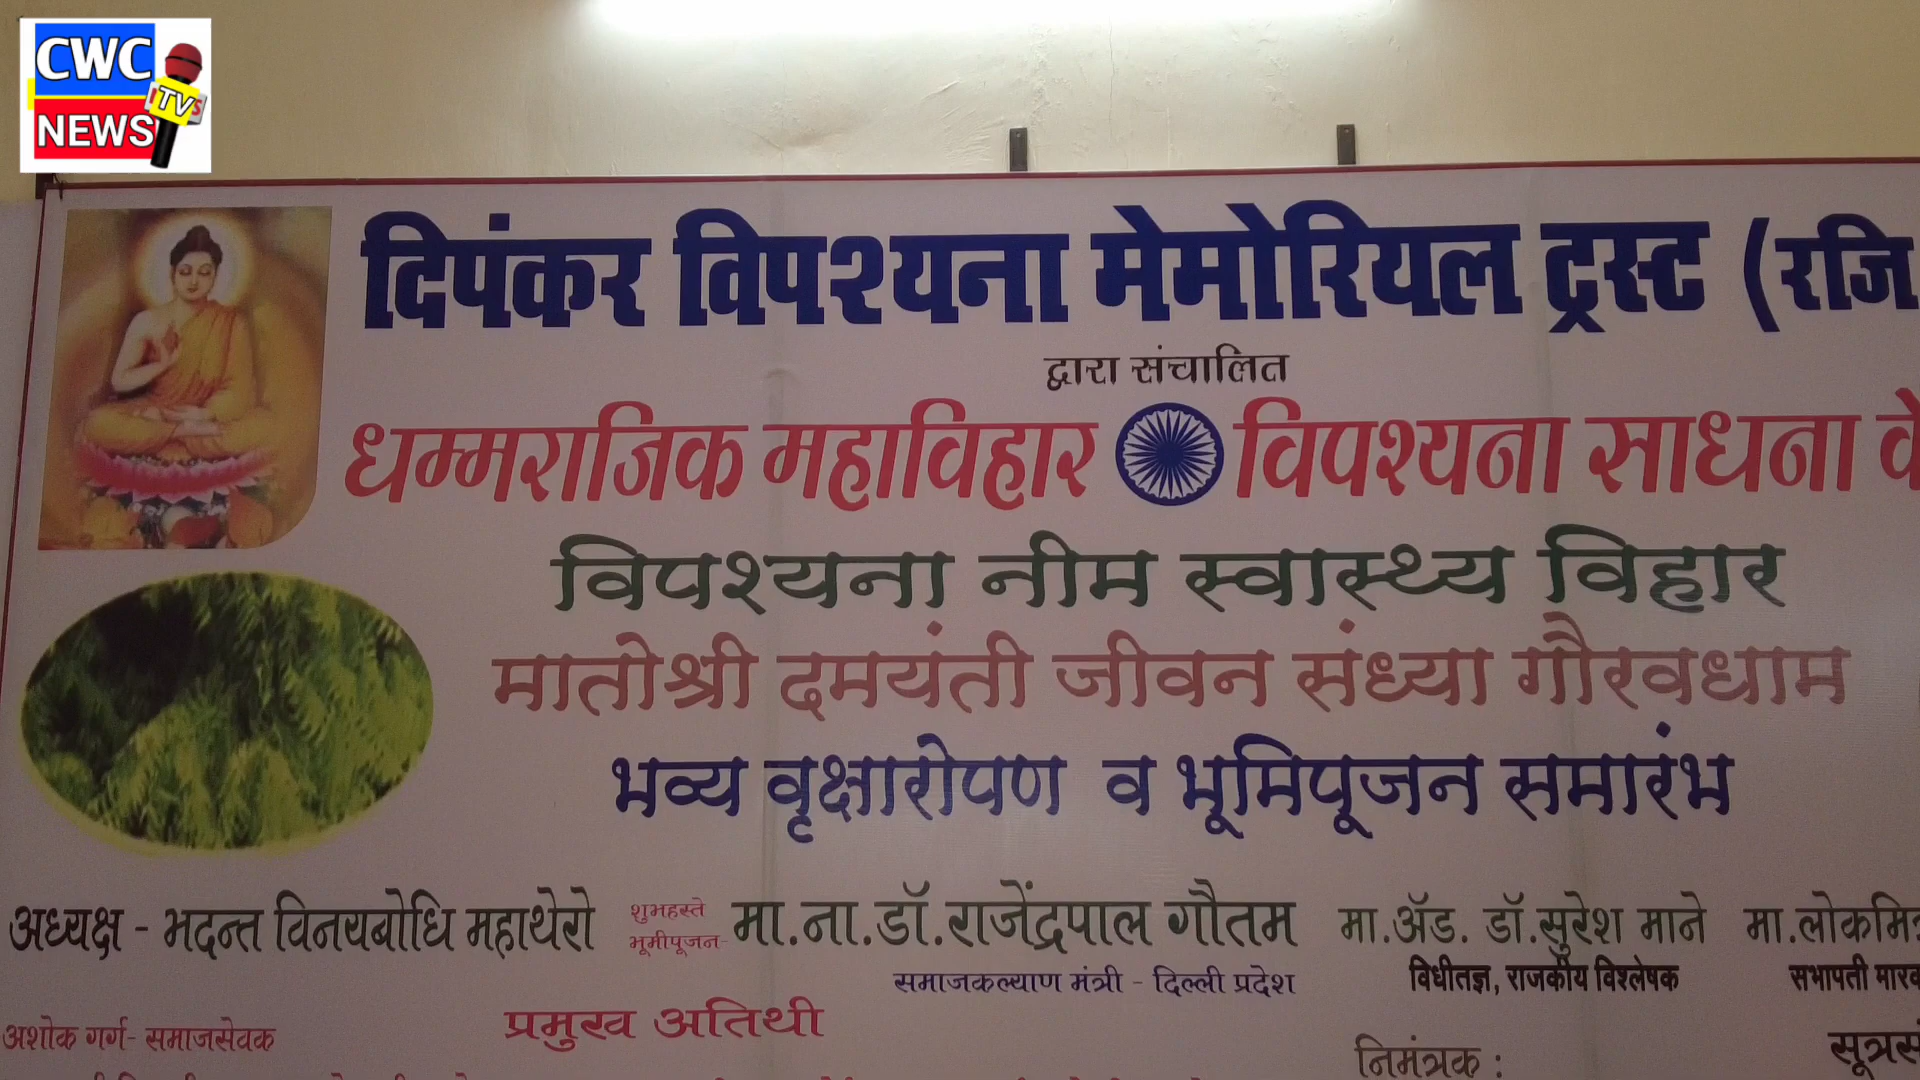 CWC
TV
NEWS
दिपंकर विपश्यना मेमोरियल ट्रस्ट (रजि
द्वारा संचालित
धम्मराजिक महाविहार विपश्यना साधना के
विपश्यना नीम स्वास्थ्य विहार
मातोश्री दमयंती जीवन संध्या गौरवधाम
भव्य वृक्षारोपण व भूमिपूजन समारंभ
अध्यक्ष - भदन्त विनयबोधि महाथेरो शुभहस्ते भूमीपूजन- मा.ना.डॉ.राजेंद्रपाल गौतम मा.ॲड. डॉ.सुरेश माने मा.लोकमित्र
समाजकल्याण मंत्री - दिल्ली प्रदेश विधीतज्ञ, राजकीय विश्लेषक सभापती मारक
अशोक गर्ग- समाजसेवक प्रमुख अतिथी निमंत्रक : सूत्रसं